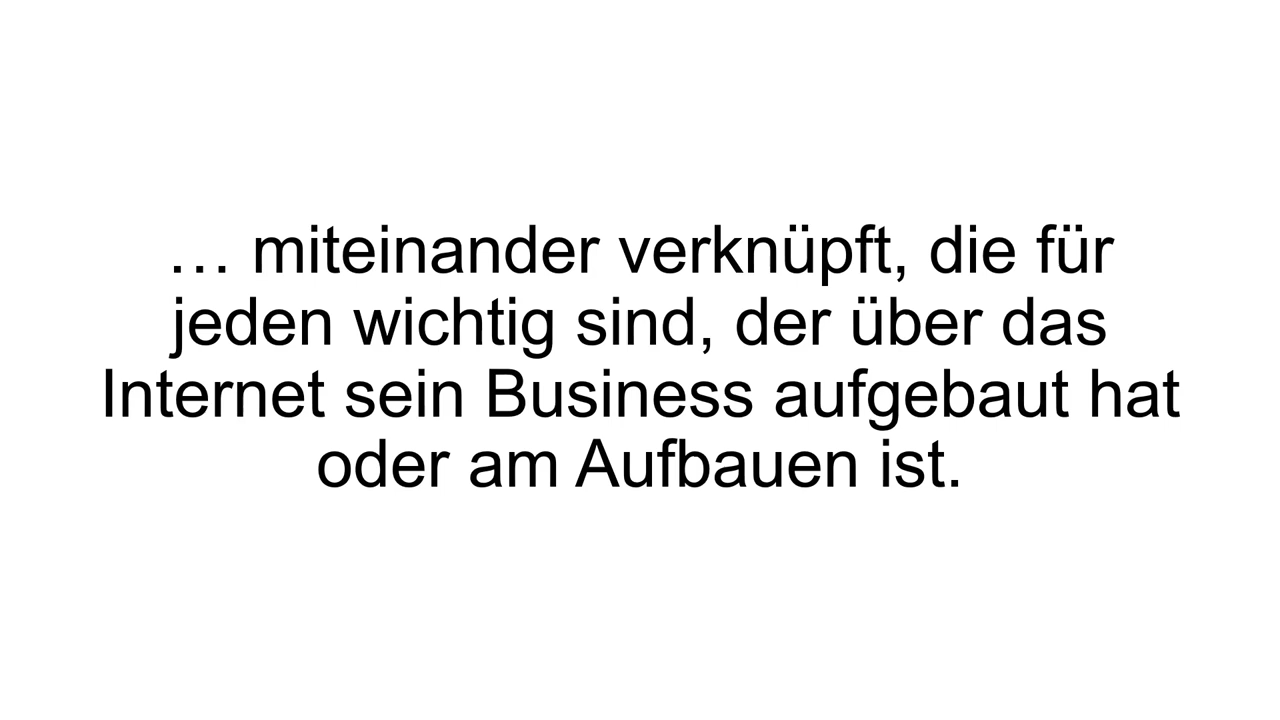 … miteinander verknüpft, die für
jeden wichtig sind, der über das
Internet sein Business aufgebaut hat
oder am Aufbauen ist.